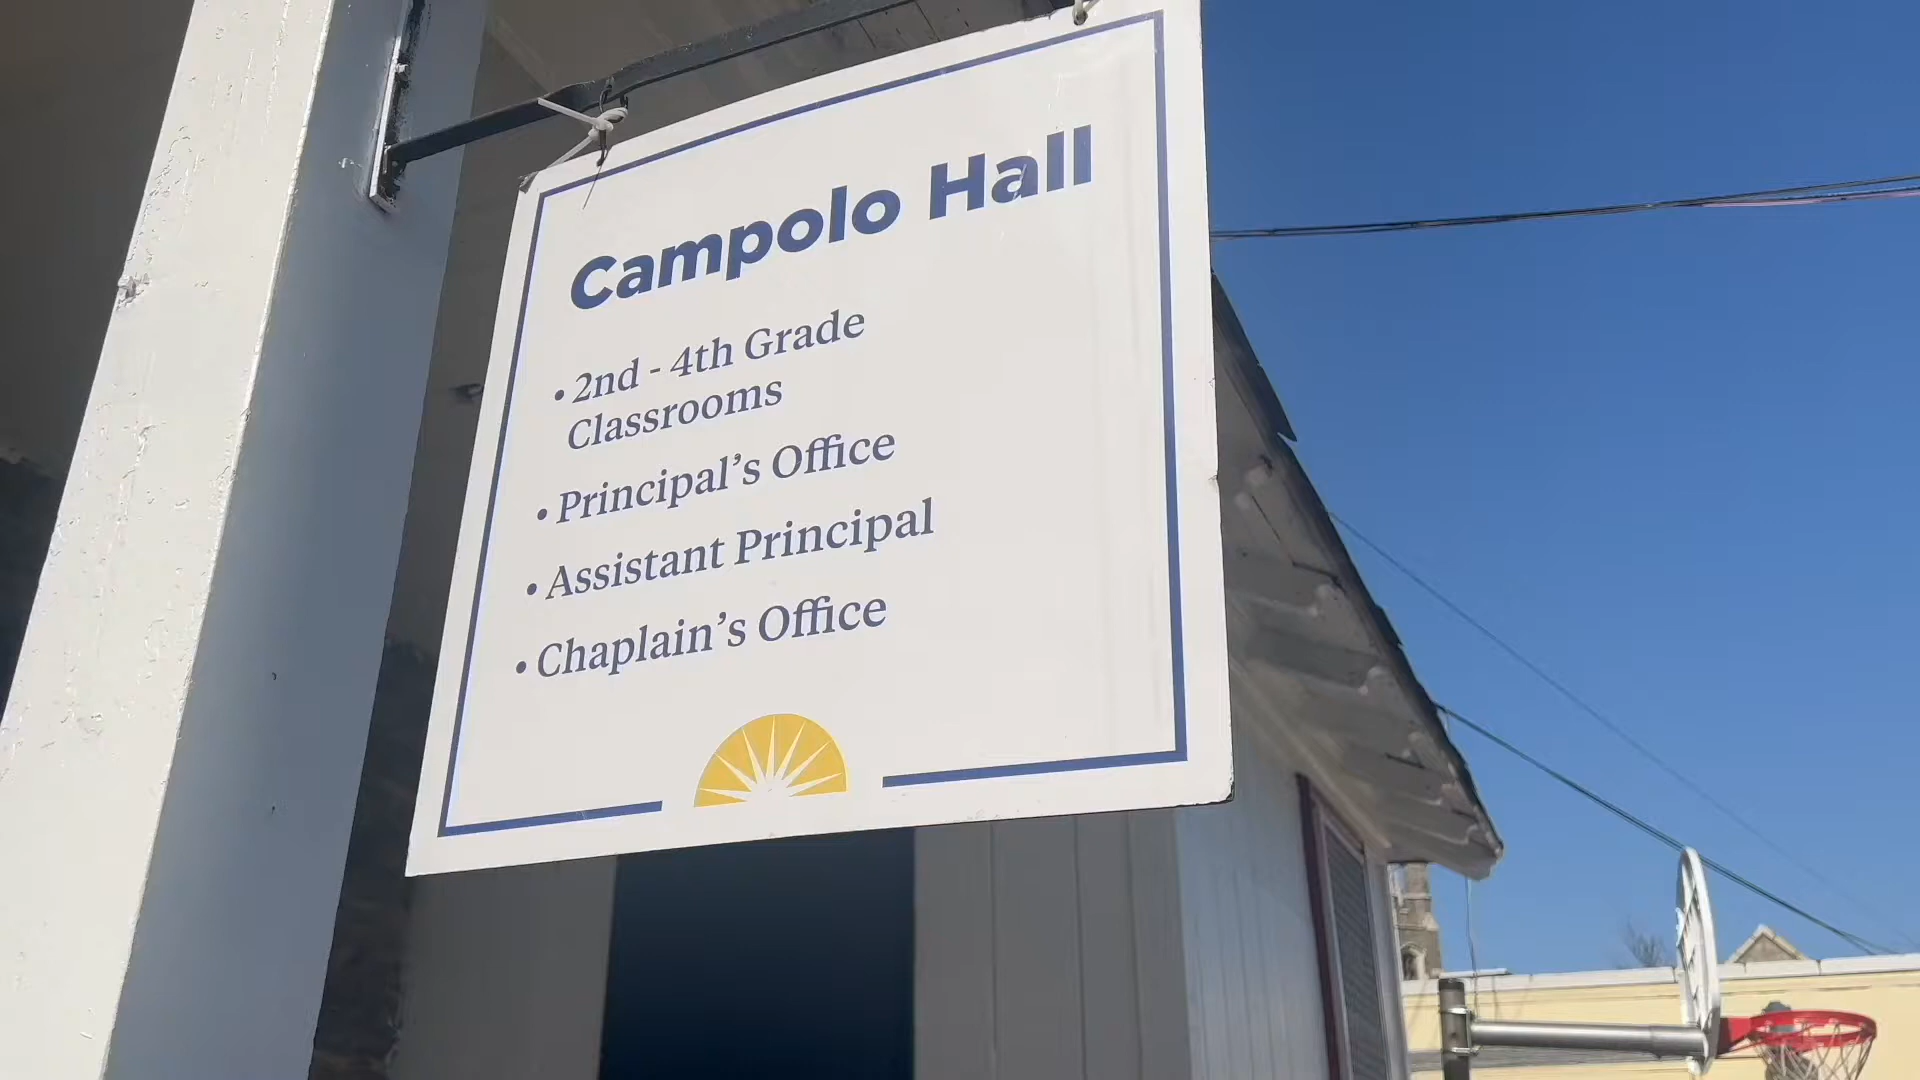 Campolo Hall
• 2nd - 4th Grade
Classrooms
• Principal’s Office
• Assistant Principal
• Chaplain’s Office